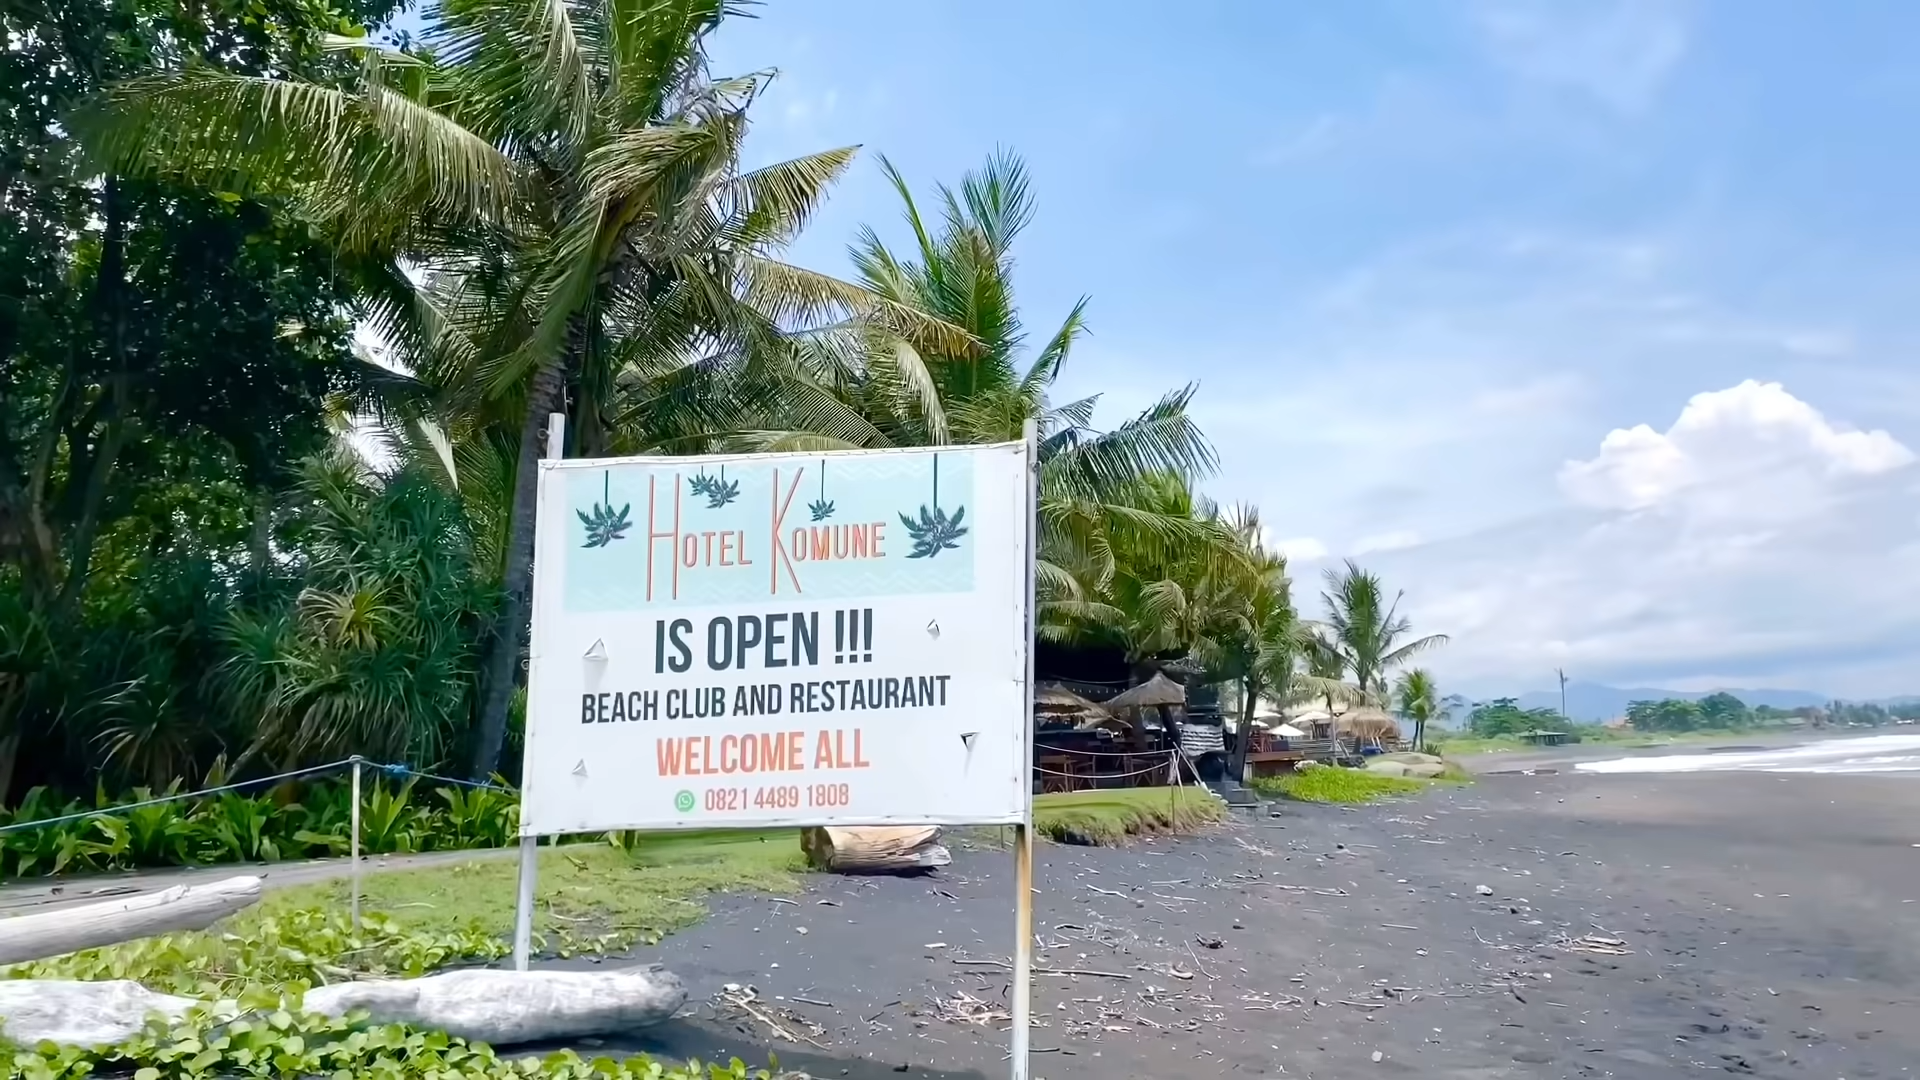 HOTEL KOMUNE
IS OPEN !!!
BEACH CLUB AND RESTAURANT
WELCOME ALL
0821 4489 1808